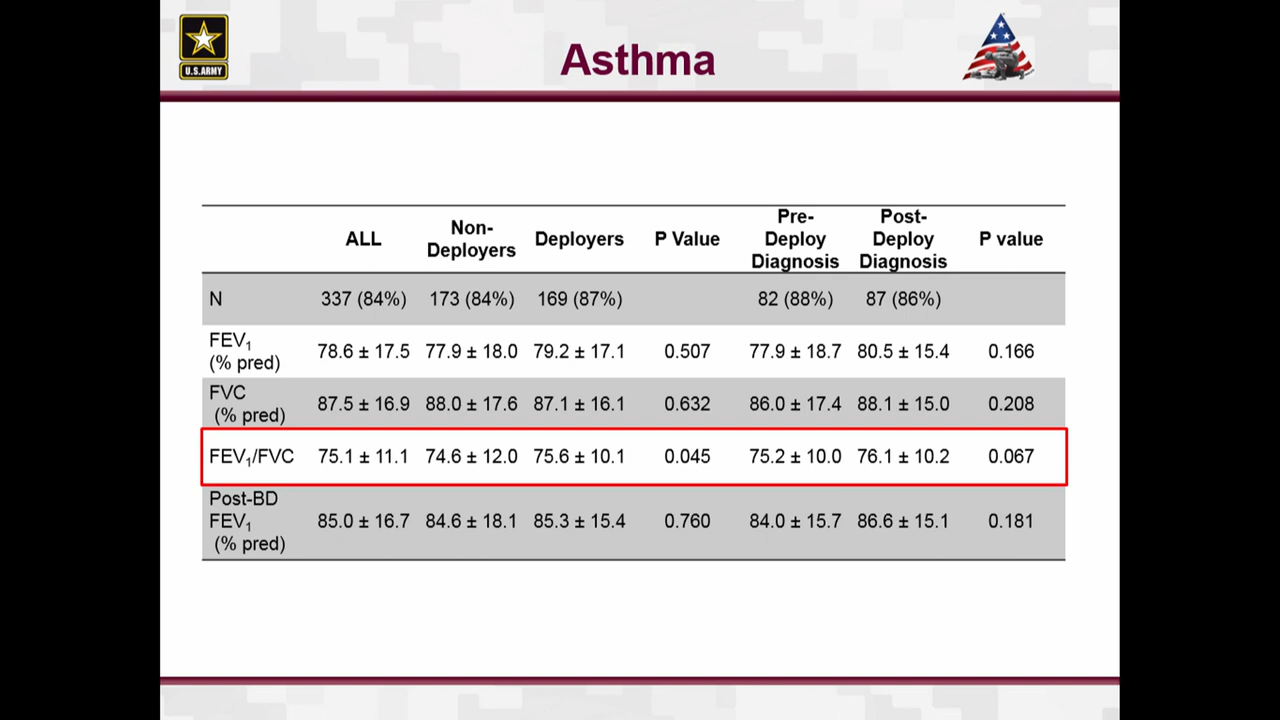 U.S.ARMY
Asthma
ALL Non-Deployers Deployers P Value Pre-Deploy Diagnosis Post-Deploy Diagnosis P value
N 337 (84%) 173 (84%) 169 (87%) 82 (88%) 87 (86%)
FEV1 (% pred) 78.6 ± 17.5 77.9 ± 18.0 79.2 ± 17.1 0.507 77.9 ± 18.7 80.5 ± 15.4 0.166
FVC (% pred) 87.5 ± 16.9 88.0 ± 17.6 87.1 ± 16.1 0.632 86.0 ± 17.4 88.1 ± 15.0 0.208
FEV1/FVC 75.1 ± 11.1 74.6 ± 12.0 75.6 ± 10.1 0.045 75.2 ± 10.0 76.1 ± 10.2 0.067
Post-BD FEV1 (% pred) 85.0 ± 16.7 84.6 ± 18.1 85.3 ± 15.4 0.760 84.0 ± 15.7 86.6 ± 15.1 0.181